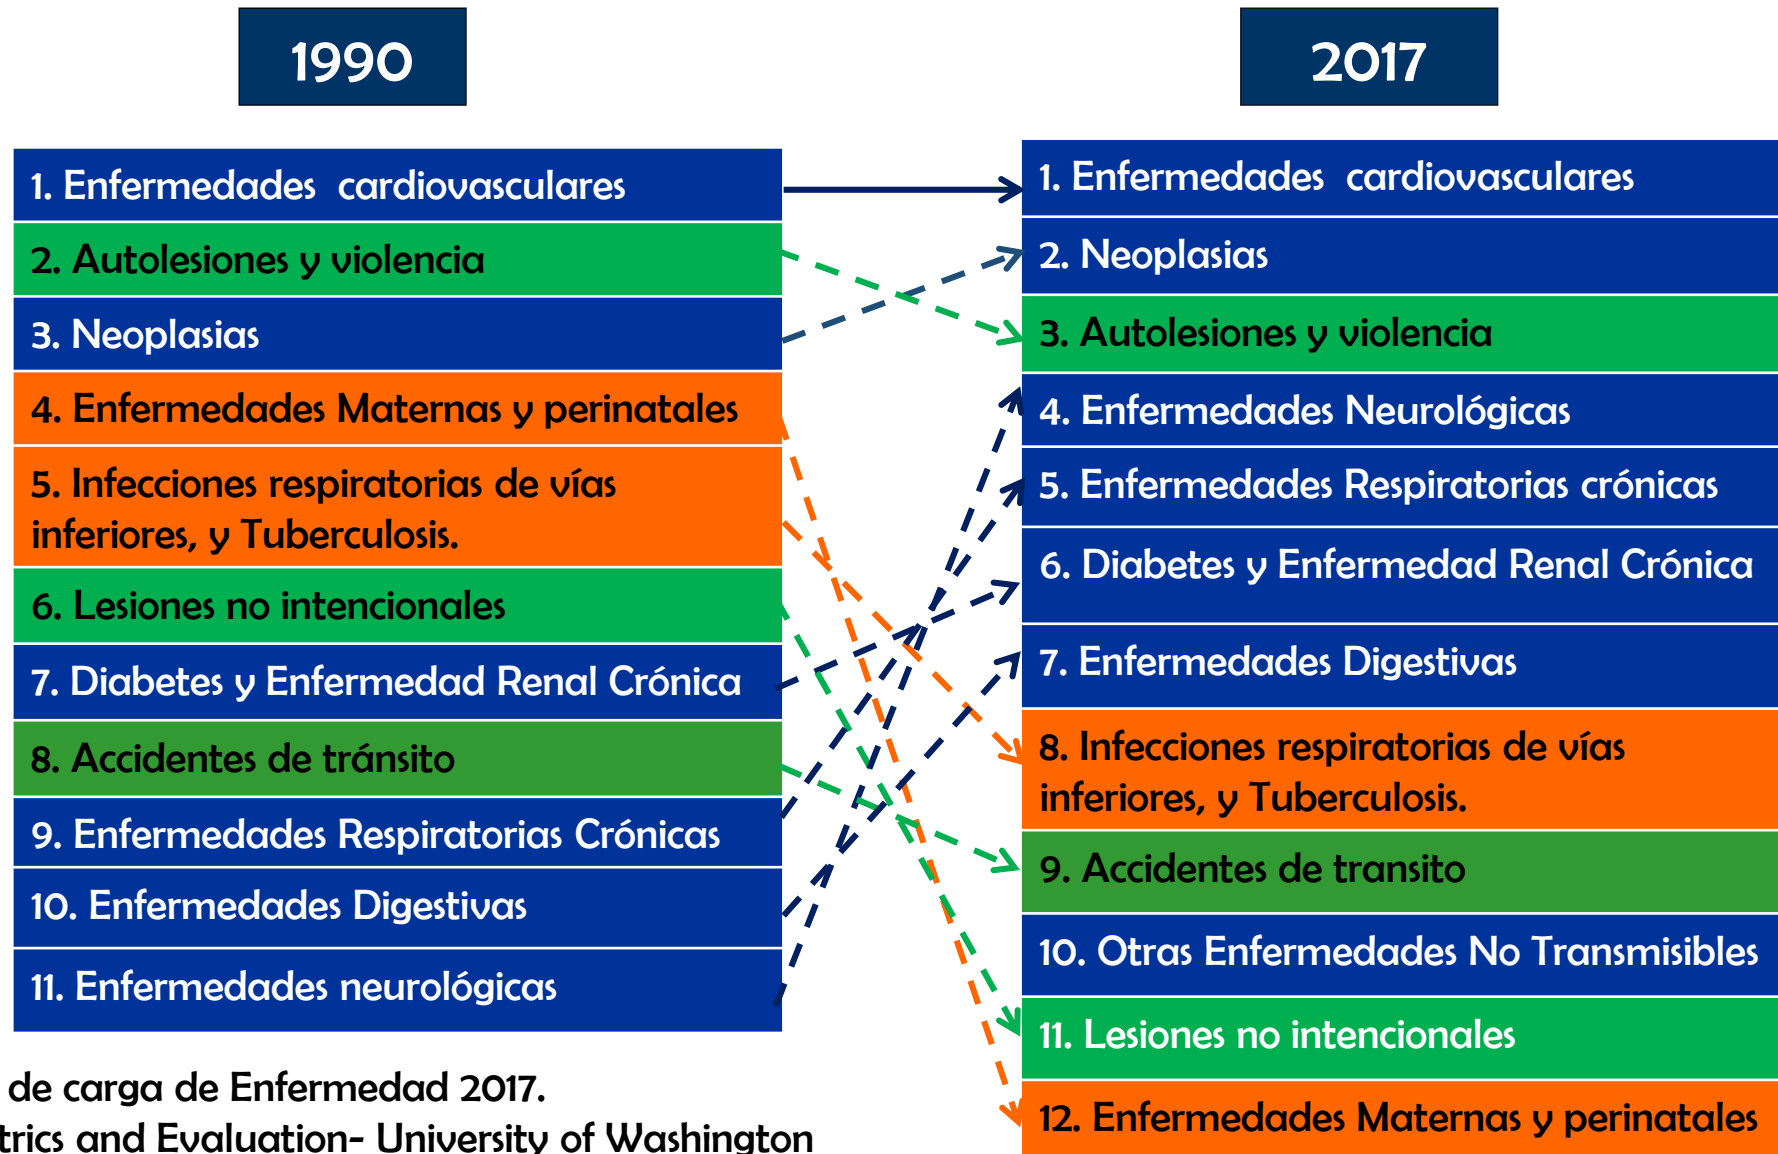 1990
1. Enfermedades cardiovasculares
2. Autolesiones y violencia
3. Neoplasias
4. Enfermedades Maternas y perinatales
5. Infecciones respiratorias de vías
inferiores, y Tuberculosis.
6. Lesiones no intencionales
7. Diabetes y Enfermedad Renal Crónica
8. Accidentes de tránsito
9. Enfermedades Respiratorias Crónicas
10. Enfermedades Digestivas
11. Enfermedades neurológicas
2017
1. Enfermedades cardiovasculares
2. Neoplasias
3. Autolesiones y violencia
4. Enfermedades Neurológicas
5. Enfermedades Respiratorias crónicas
6. Diabetes y Enfermedad Renal Crónica
7. Enfermedades Digestivas
8. Infecciones respiratorias de vías
inferiores, y Tuberculosis.
9. Accidentes de transito
10. Otras Enfermedades No Transmisibles
11. Lesiones no intencionales
12. Enfermedades Maternas y perinatales
de carga de Enfermedad 2017.
trics and Evaluation- University of Washington